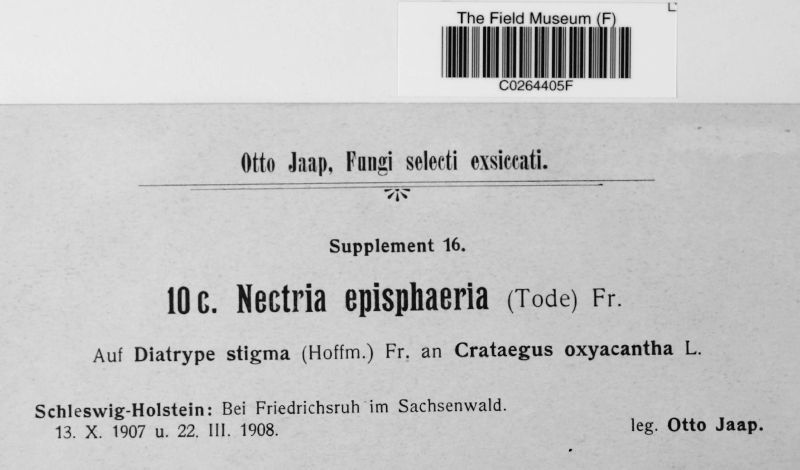 The Field Museum (F)
C0264405F
Otto Jaap, Fungi selecti exsiccati.
Supplement 16.
10 c. Nectria episphaeria (Tode) Fr.
Auf Diatrype stigma (Hoffm.) Fr. an Crataegus oxyacantha L.
Schleswig-Holstein: Bei Friedrichsruh im Sachsenwald.
13. X. 1907 u. 22. III. 1908.
leg. Otto Jaap.